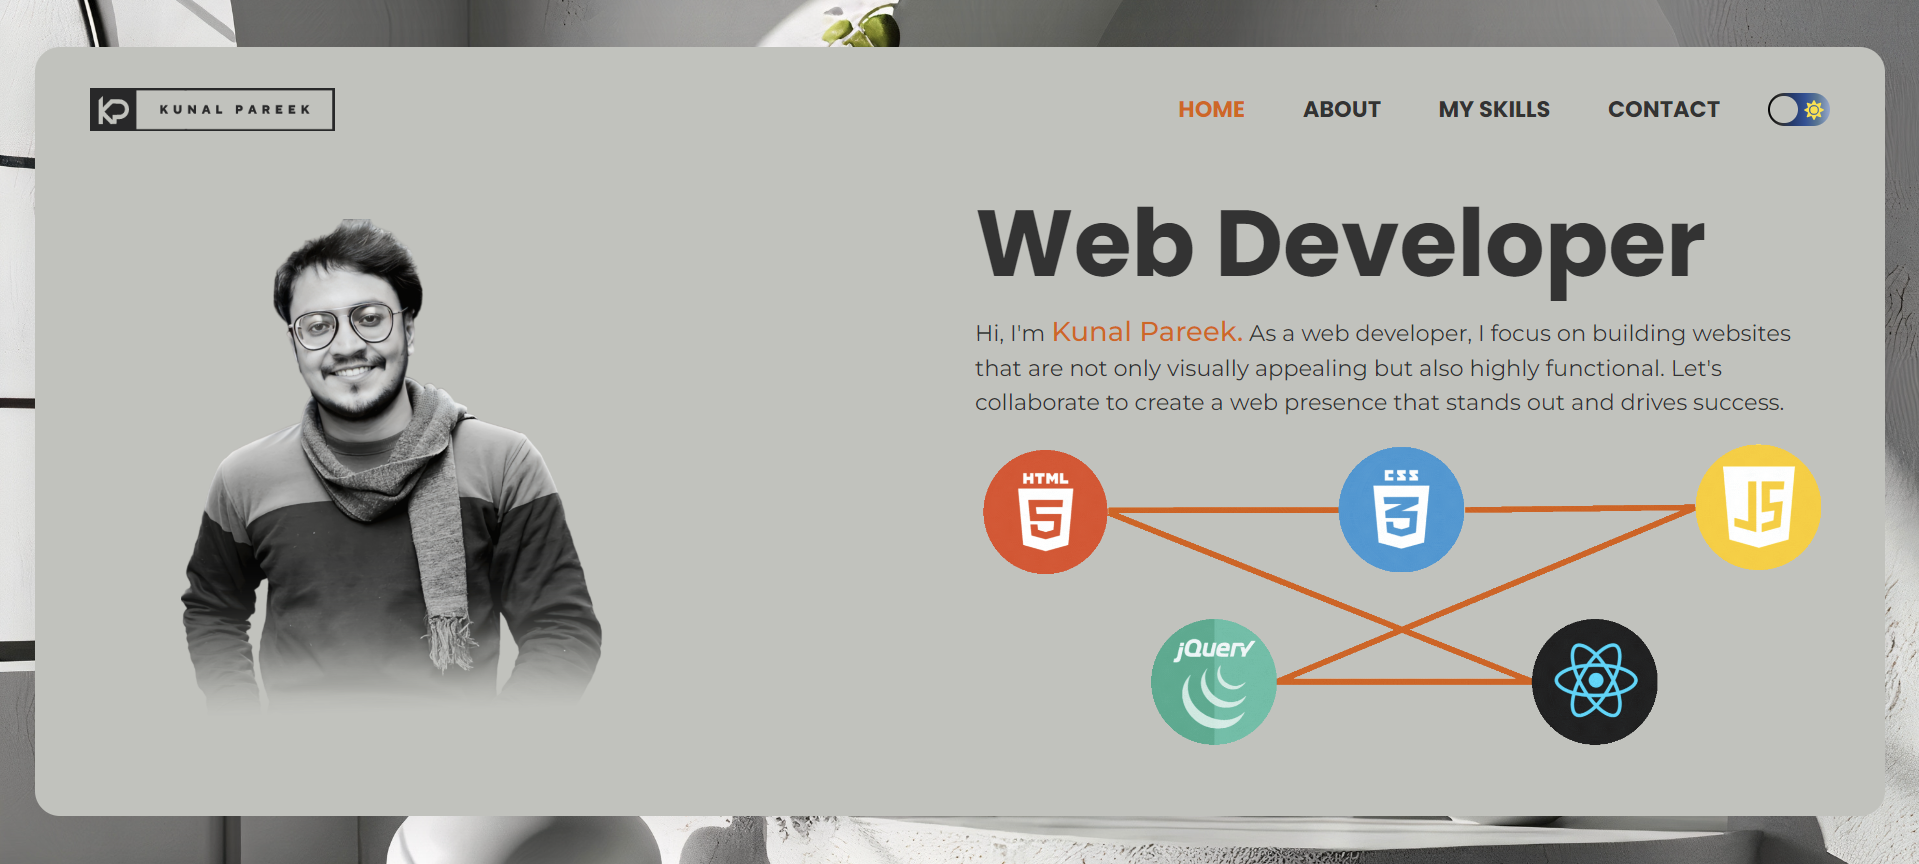 KP KUNAL PAREEK
HOME ABOUT MY SKILLS CONTACT
Web Developer
Hi, I'm Kunal Pareek. As a web developer, I focus on building websites
that are not only visually appealing but also highly functional. Let's
collaborate to create a web presence that stands out and drives success.
HTML
5
CSS
3
JS
jQuery